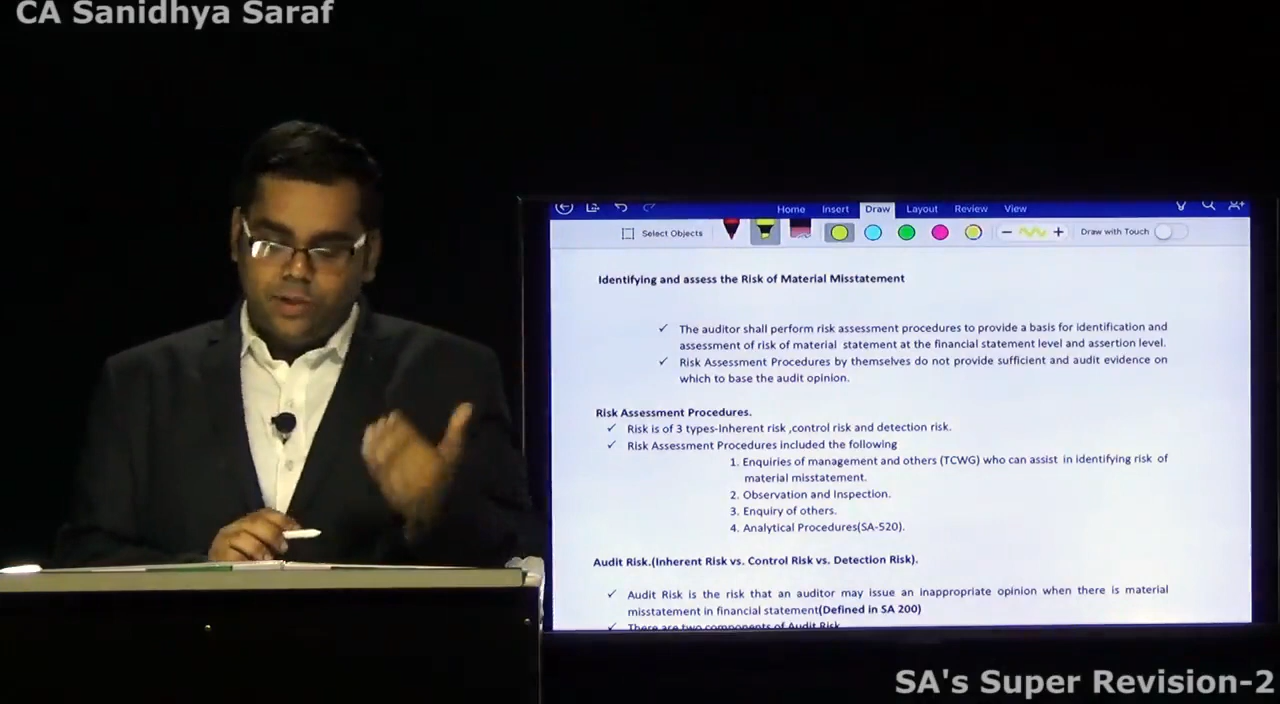 CA Sanidhya Saraf
Home Insert Draw Layout Review View
Select Objects Draw with Touch
Identifying and assess the Risk of Material Misstatement
✓ The auditor shall perform risk assessment procedures to provide a basis for identification and
assessment of risk of material statement at the financial statement level and assertion level.
✓ Risk Assessment Procedures by themselves do not provide sufficient and audit evidence on
which to base the audit opinion.
Risk Assessment Procedures.
✓ Risk is of 3 types-Inherent risk ,control risk and detection risk.
✓ Risk Assessment Procedures included the following
1. Enquiries of management and others (TCWG) who can assist in identifying risk of
material misstatement.
2. Observation and Inspection.
3. Enquiry of others.
4. Analytical Procedures(SA-520).
Audit Risk.(Inherent Risk vs. Control Risk vs. Detection Risk).
✓ Audit Risk is the risk that an auditor may issue an inappropriate opinion when there is material
misstatement in financial statement(Defined in SA 200)
✓ There are two components of Audit Risk
SA's Super Revision-2